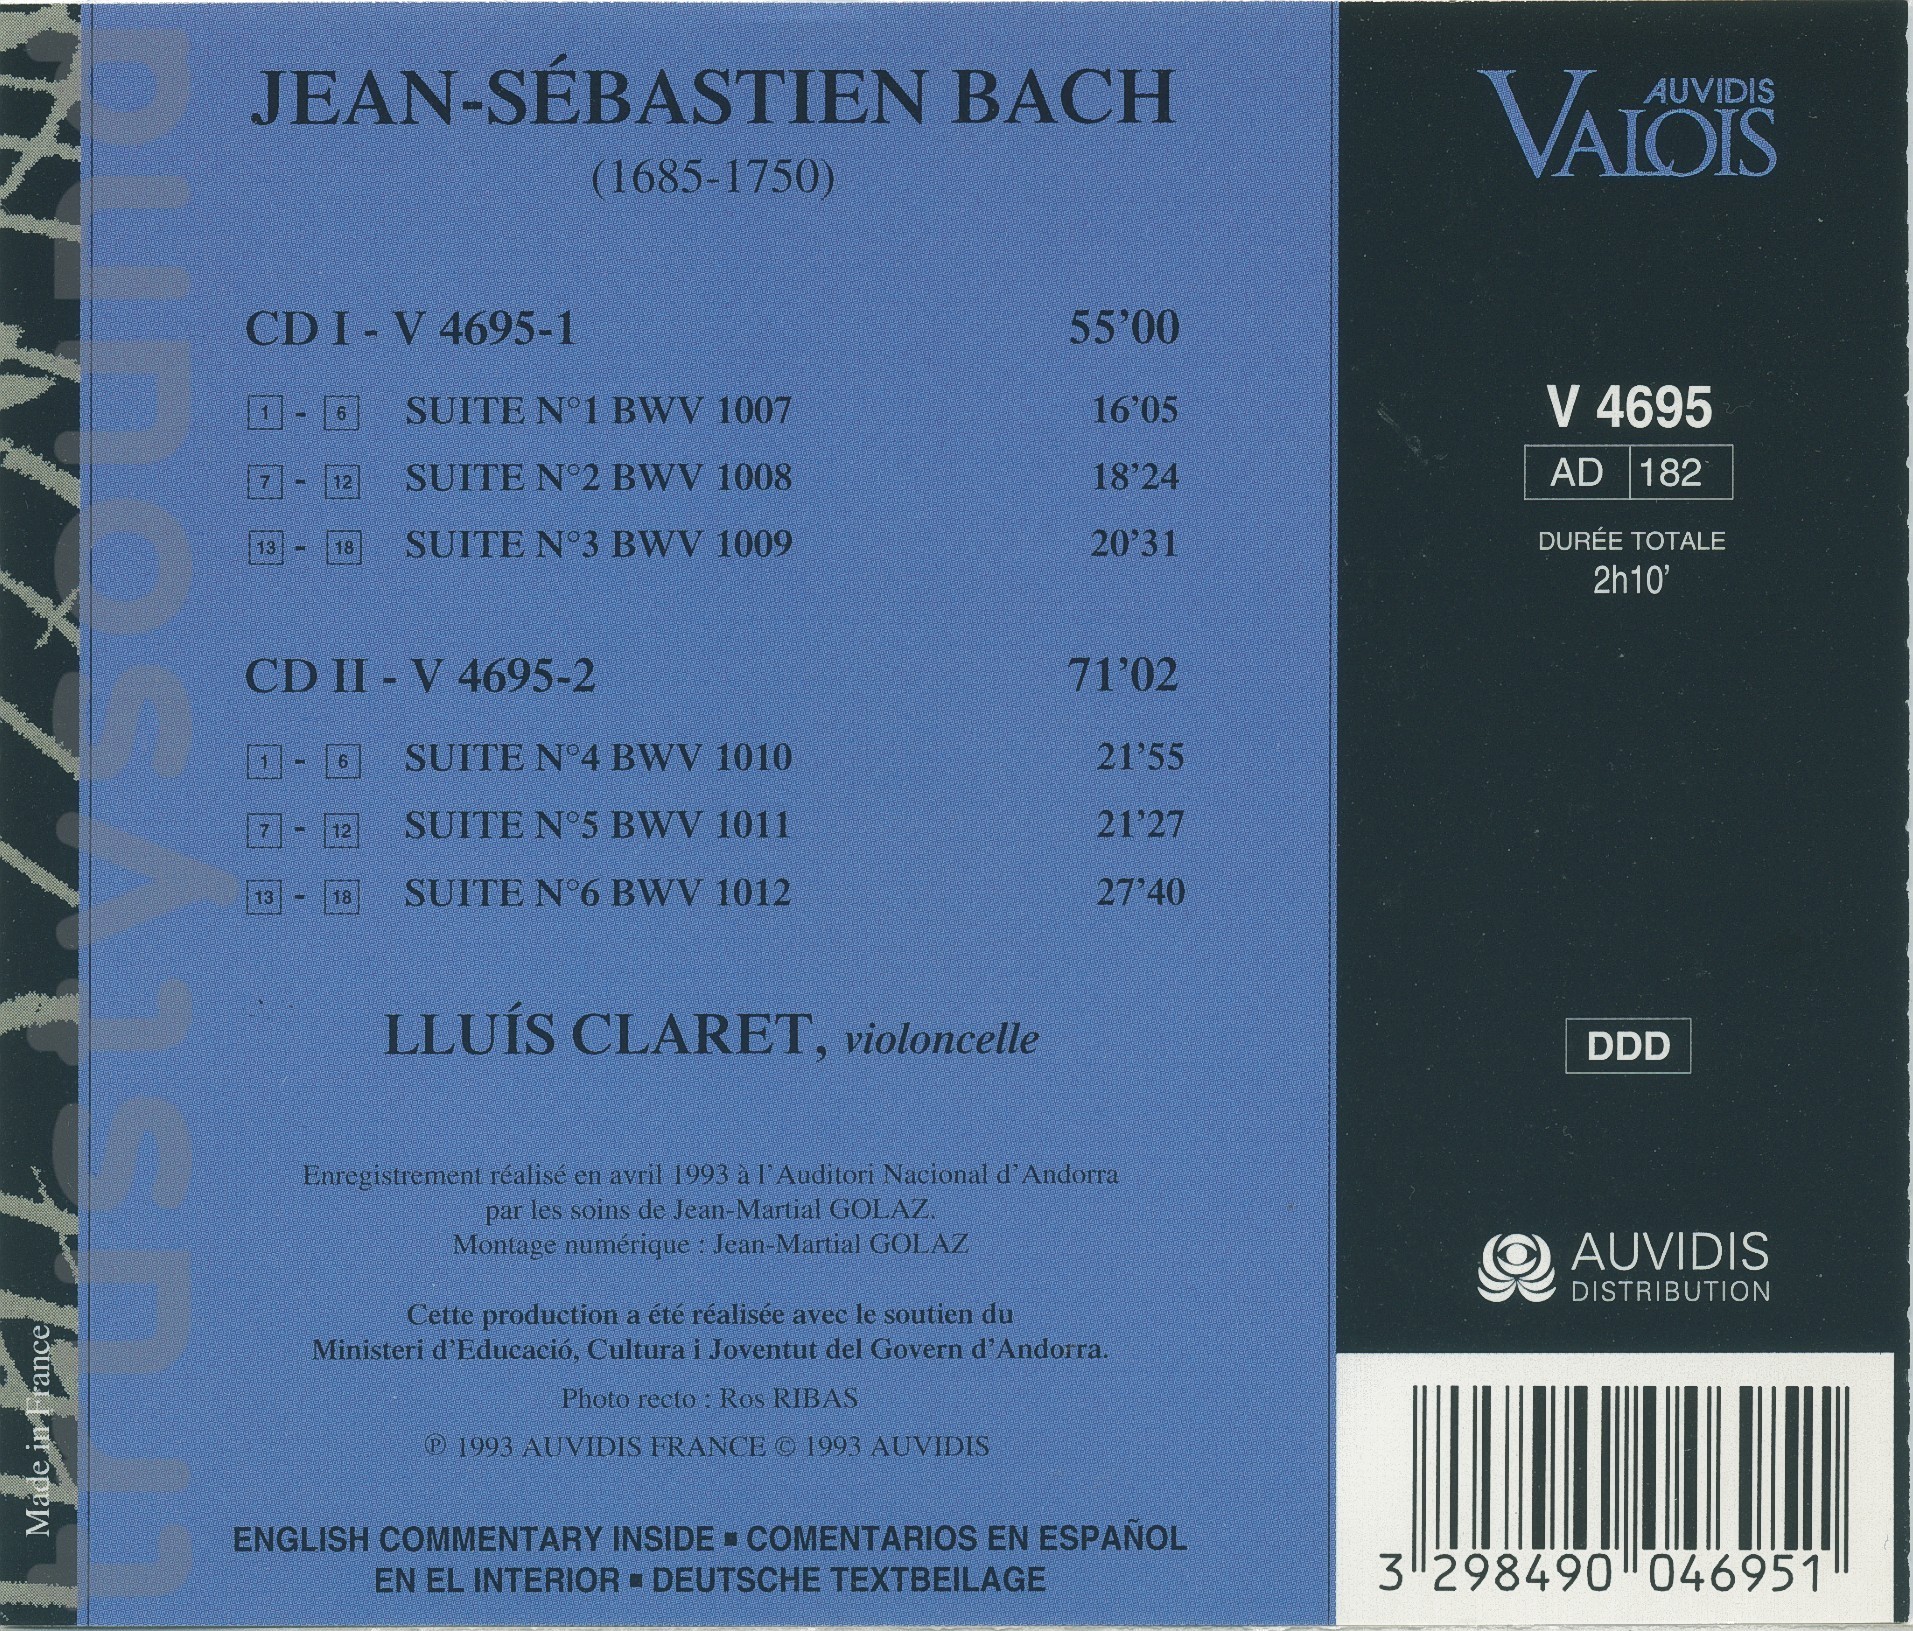 JEAN-SÉBASTIEN BACH
(1685-1750)
CD I - V 4695-1 55’00
1 - 6 SUITE N°1 BWV 1007 16’05
7 - 12 SUITE N°2 BWV 1008 18’24
13 - 18 SUITE N°3 BWV 1009 20’31
CD II - V 4695-2 71’02
1 - 6 SUITE N°4 BWV 1010 21’55
7 - 12 SUITE N°5 BWV 1011 21’27
13 - 18 SUITE N°6 BWV 1012 27’40
LLUÍS CLARET, violoncelle
Enregistrement réalisé en avril 1993 à l’Auditori Nacional d’Andorra
par les soins de Jean-Martial GOLAZ.
Montage numérique : Jean-Martial GOLAZ
Cette production a été réalisée avec le soutien du
Ministeri d’Educació, Cultura i Joventut del Govern d’Andorra.
Photo recto : Ros RIBAS
℗ 1993 AUVIDIS FRANCE © 1993 AUVIDIS
ENGLISH COMMENTARY INSIDE ▪ COMENTARIOS EN ESPAÑOL
EN EL INTERIOR ▪ DEUTSCHE TEXTBEILAGE
AUVIDIS
VALOIS
V 4695
AD 182
DURÉE TOTALE
2h10’
DDD
AUVIDIS
DISTRIBUTION
3 298490 046951
Made in France
trustysound